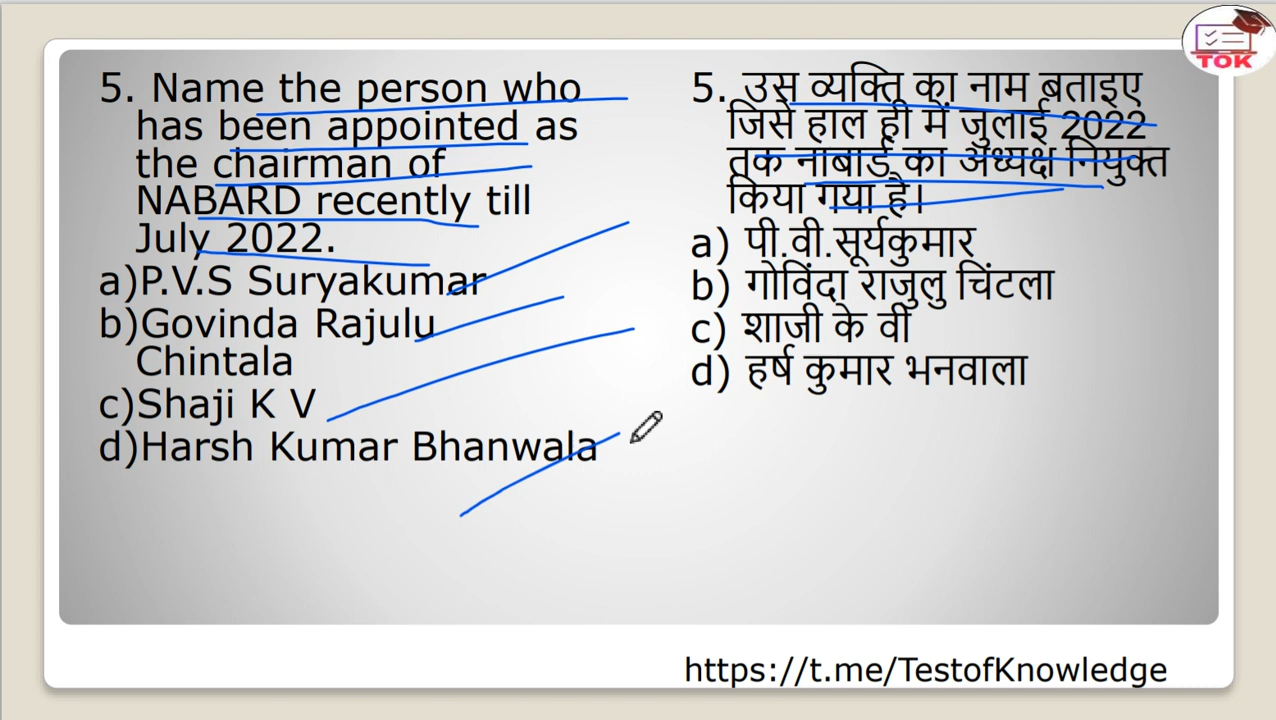 TOK
5. Name the person who
has been appointed as
the chairman of
NABARD recently till
July 2022.
a)P.V.S Suryakumar
b)Govinda Rajulu
Chintala
c)Shaji K V
d)Harsh Kumar Bhanwala
5. उस व्यक्ति का नाम बताइए
जिसे हाल ही में जुलाई 2022
तक नाबार्ड का अध्यक्ष नियुक्त
किया गया है।
a) पी.वी.सूर्यकुमार
b) गोविंदा राजुलु चिंटला
c) शाजी के वी
d) हर्ष कुमार भनवाला
https://t.me/TestofKnowledge